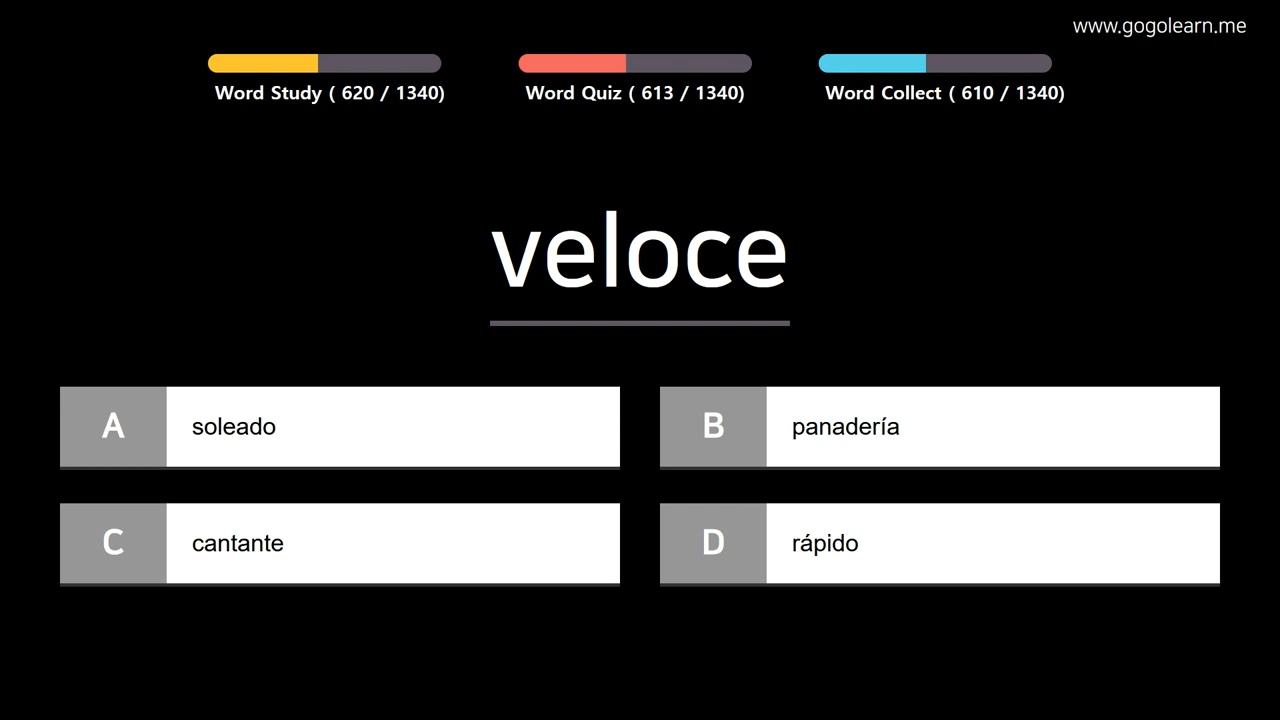 www.gogolearn.me
Word Study ( 620 / 1340)
Word Quiz ( 613 / 1340)
Word Collect ( 610 / 1340)
veloce
A soleado
B panadería
C cantante
D rápido